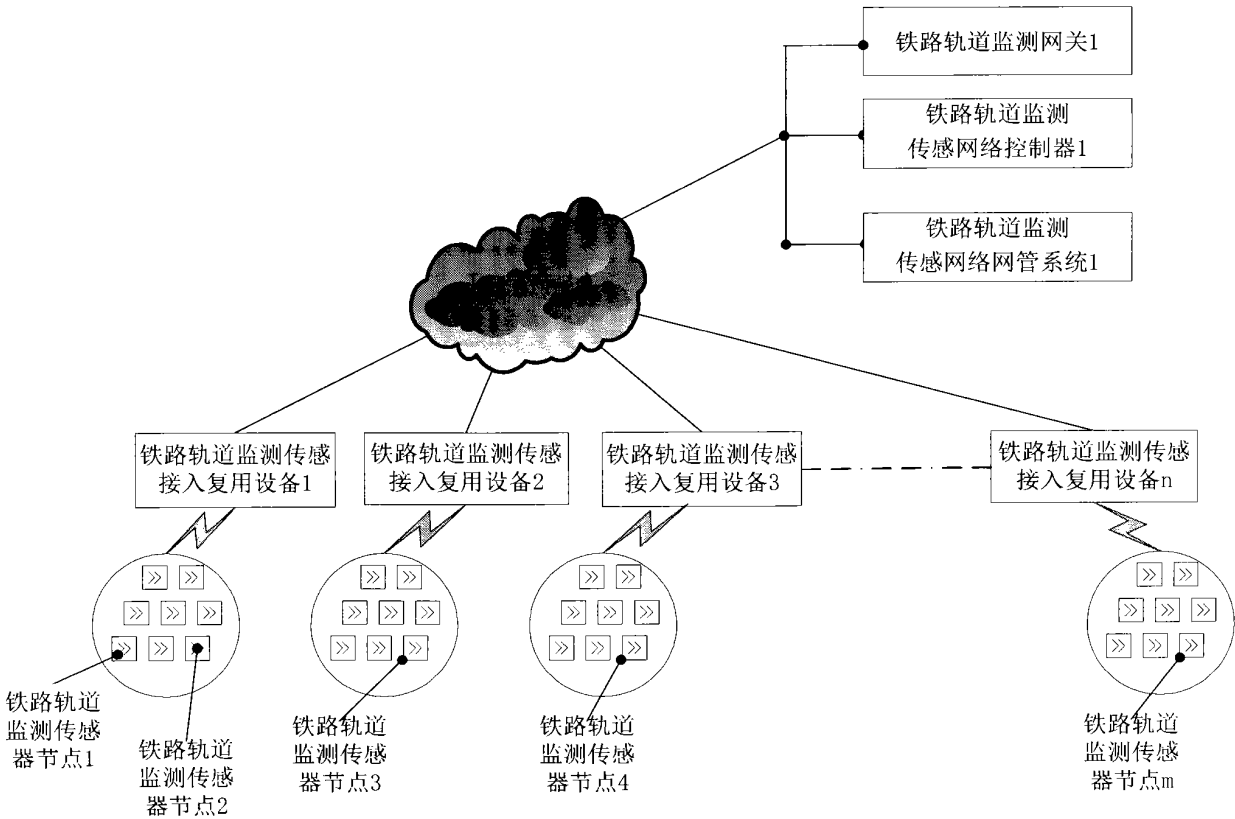 铁路轨道监测网关1
铁路轨道监测
传感网络控制器1
铁路轨道监测
传感网络网管系统1
铁路轨道监测传感
接入复用设备1
铁路轨道监测传感
接入复用设备2
铁路轨道监测传感
接入复用设备3
铁路轨道监测传感
接入复用设备n
铁路轨道
监测传感
器节点1
铁路轨道
监测传感
器节点2
铁路轨道
监测传感
器节点3
铁路轨道
监测传感
器节点4
铁路轨道
监测传感
器节点m